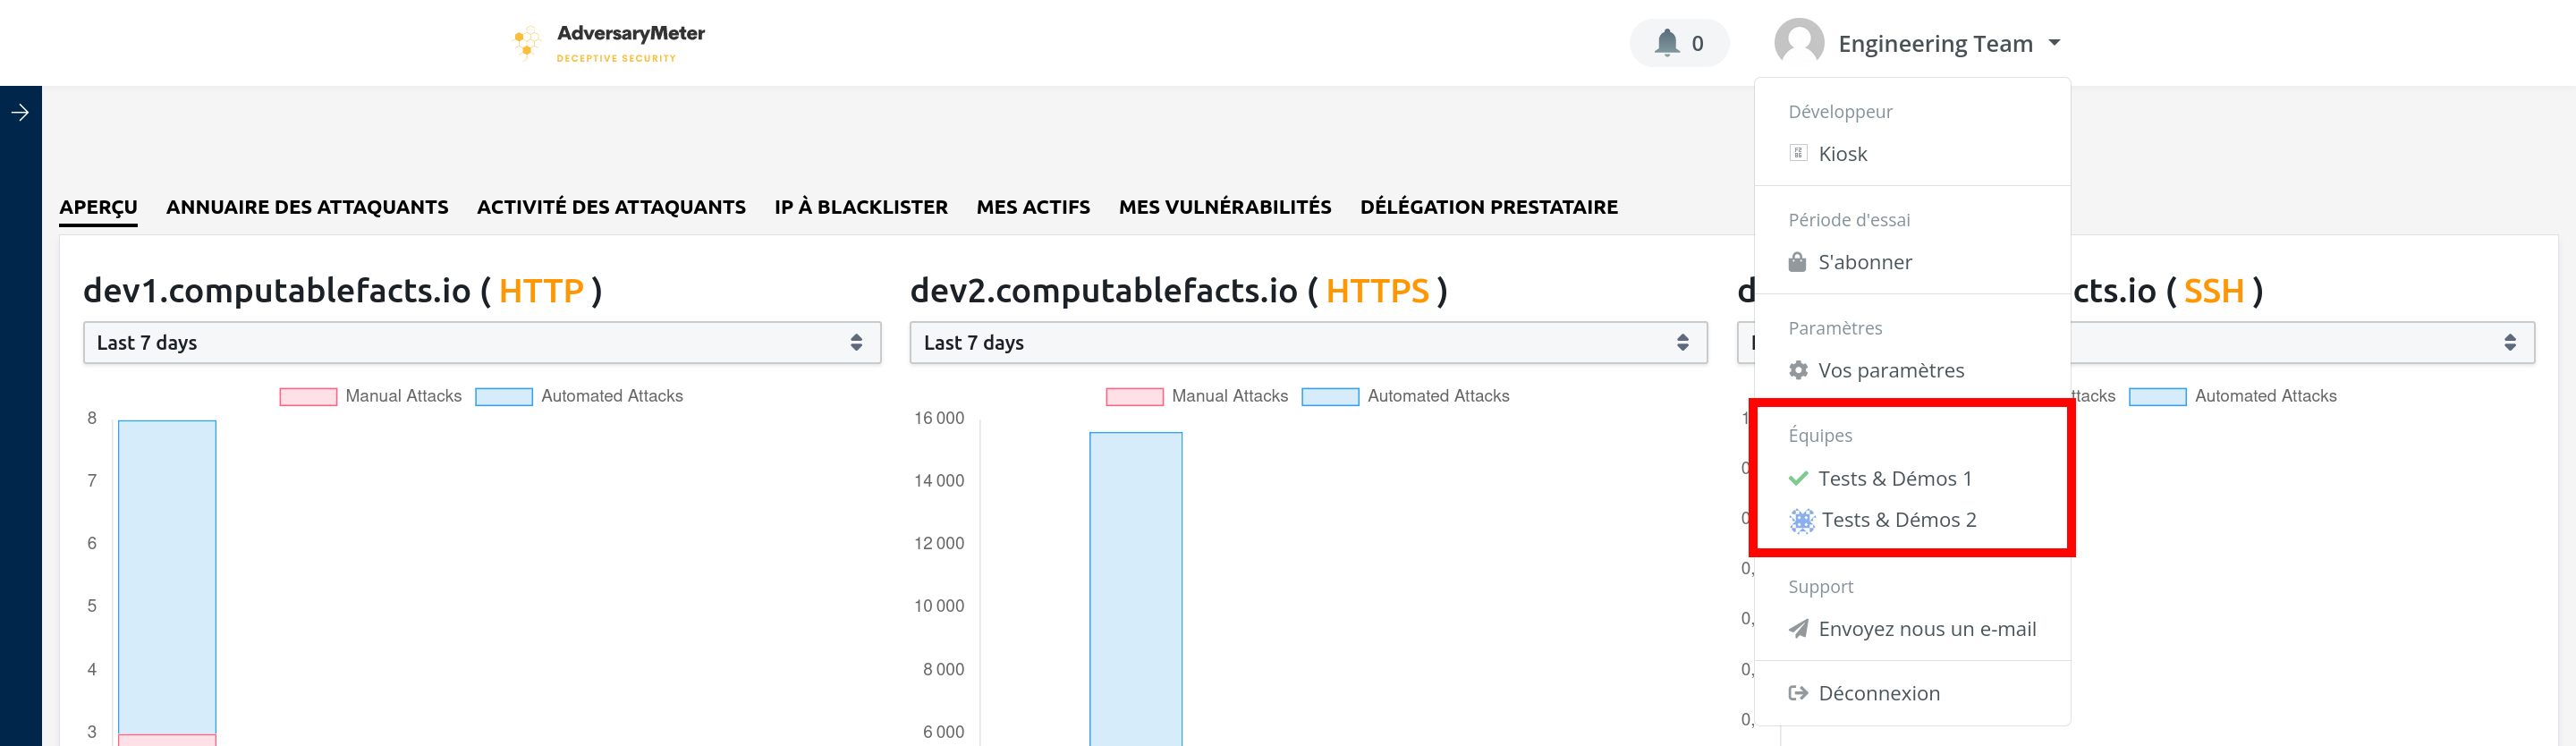 AdversaryMeter
DECEPTIVE SECURITY
0
Engineering Team
Développeur
Kiosk
Période d'essai
S'abonner
Paramètres
Vos paramètres
Équipes
Tests & Démos 1
Tests & Démos 2
Support
Envoyez nous un e-mail
Déconnexion
APERÇU ANNUAIRE DES ATTAQUANTS ACTIVITÉ DES ATTAQUANTS IP À BLACKLISTER MES ACTIFS MES VULNÉRABILITÉS DÉLÉGATION PRESTATAIRE
dev1.computablefacts.io ( HTTP )
Last 7 days
Manual Attacks Automated Attacks
8
7
6
5
4
3
dev2.computablefacts.io ( HTTPS )
Last 7 days
Manual Attacks Automated Attacks
16 000
14 000
12 000
10 000
8 000
6 000
d cts.io ( SSH )
ttacks Automated Attacks
1
0
0
0,
0,
0,
0,